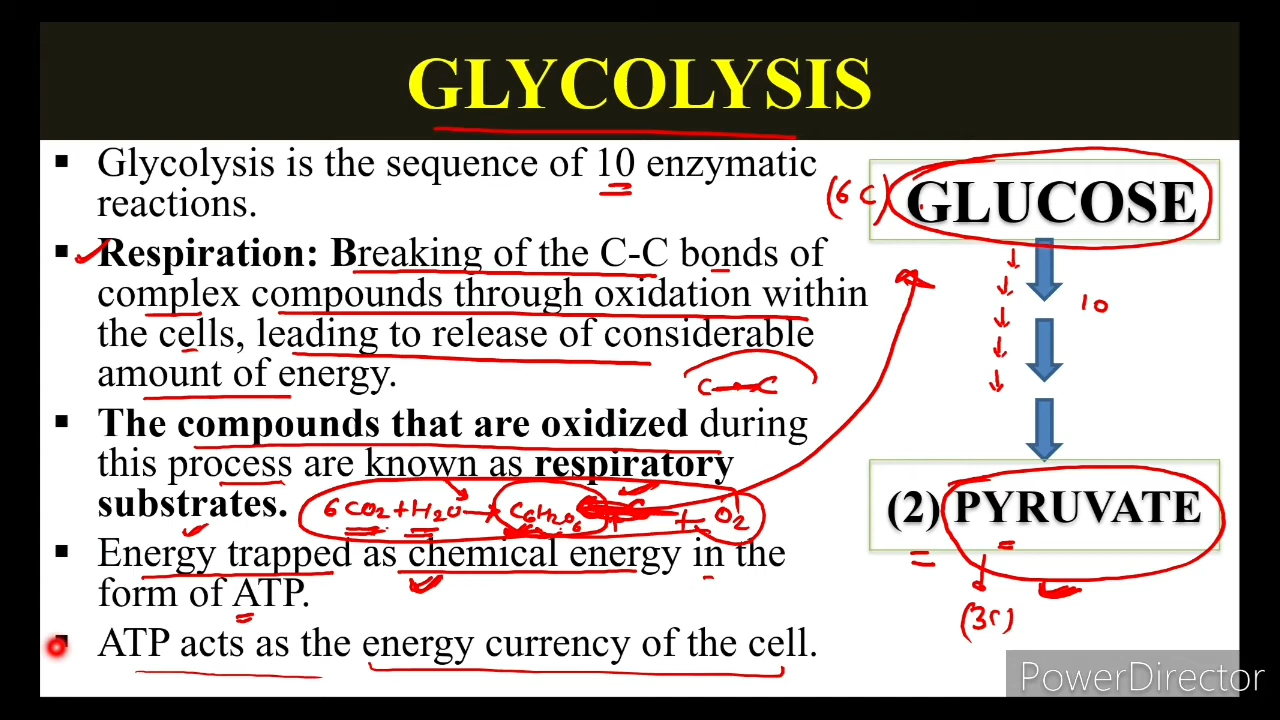 GLYCOLYSIS
▪ Glycolysis is the sequence of 10 enzymatic
reactions.
▪ Respiration: Breaking of the C-C bonds of
complex compounds through oxidation within
the cells, leading to release of considerable
amount of energy.
C-C
▪ The compounds that are oxidized during
this process are known as respiratory
substrates.
6CO2 + H2O → C6H12O6 + O2
▪ Energy trapped as chemical energy in the
form of ATP.
▪ ATP acts as the energy currency of the cell.
(6C) GLUCOSE
10
(2) PYRUVATE
(3C)
PowerDirector